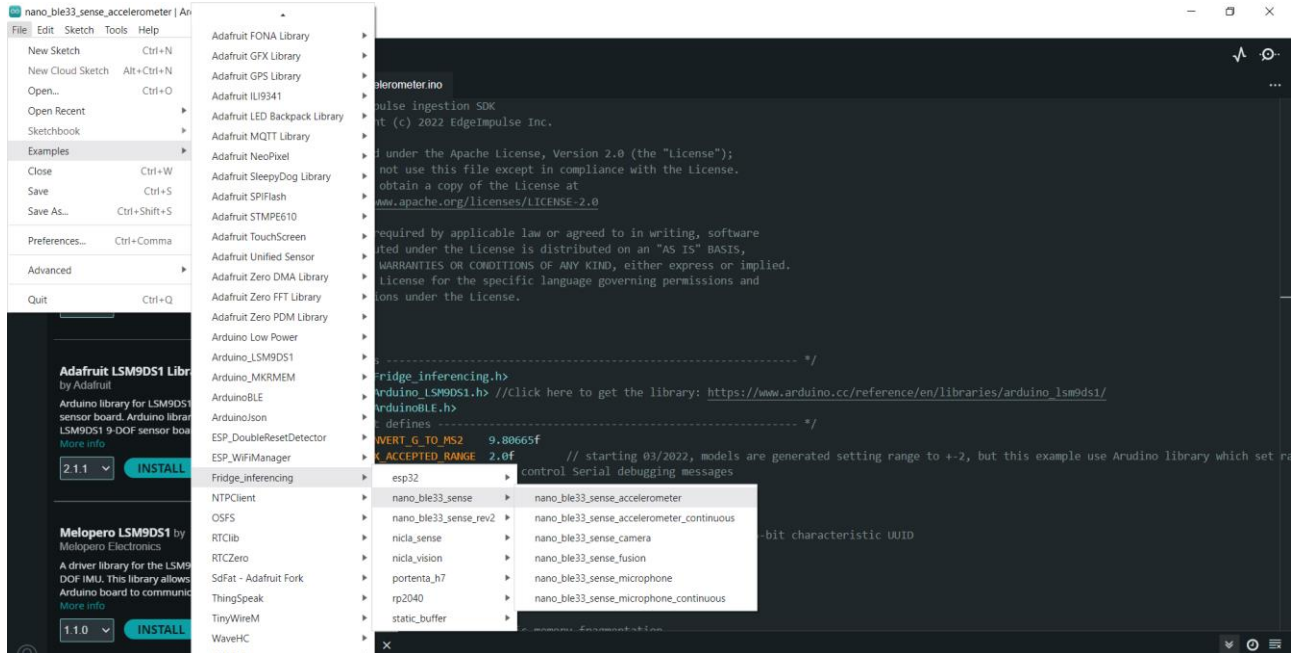 nano_ble33_sense_accelerometer | Ar
File Edit Sketch Tools Help
New Sketch Ctrl+N
New Cloud Sketch Alt+Ctrl+N
Open... Ctrl+O
Open Recent
Sketchbook
Examples
Close Ctrl+W
Save Ctrl+S
Save As... Ctrl+Shift+S
Preferences... Ctrl+Comma
Advanced
Quit Ctrl+Q
Adafruit FONA Library
Adafruit GFX Library
Adafruit GPS Library
Adafruit ILI9341
Adafruit LED Backpack Library
Adafruit MQTT Library
Adafruit NeoPixel
Adafruit SleepyDog Library
Adafruit SPIFlash
Adafruit STMPE610
Adafruit TouchScreen
Adafruit Unified Sensor
Adafruit Zero DMA Library
Adafruit Zero FFT Library
Adafruit Zero PDM Library
Arduino Low Power
Arduino_LSM9DS1
Arduino_MKRMEM
ArduinoBLE
ArduinoJson
ESP_DoubleResetDetector
ESP_WiFiManager
Fridge_inferencing
NTPClient
OSFS
RTClib
RTCZero
SdFat - Adafruit Fork
ThingSpeak
TinyWireM
WaveHC
esp32
nano_ble33_sense
nano_ble33_sense_rev2
nicla_sense
nicla_vision
portenta_h7
rp2040
static_buffer
nano_ble33_sense_accelerometer
nano_ble33_sense_accelerometer_continuous
nano_ble33_sense_camera
nano_ble33_sense_fusion
nano_ble33_sense_microphone
nano_ble33_sense_microphone_continuous
Adafruit LSM9DS1 Libr
by Adafruit
Arduino library for LSM9DS1
sensor board. Arduino librar
LSM9DS1 9-DOF sensor boa
More info
2.1.1 INSTALL
Melopero LSM9DS1 by
Melopero Electronics
A driver library for the LSM9
DOF IMU. This library allows
Arduino board to communic
More info
1.1.0 INSTALL
elerometer.ino
pulse ingestion SDK
ht (c) 2022 EdgeImpulse Inc.
d under the Apache License, Version 2.0 (the "License");
not use this file except in compliance with the License.
obtain a copy of the License at
www.apache.org/licenses/LICENSE-2.0
required by applicable law or agreed to in writing, software
uted under the License is distributed on an "AS IS" BASIS,
WARRANTIES OR CONDITIONS OF ANY KIND, either express or implied.
License for the specific language governing permissions and
ions under the License.
s ---------------------------------------------------------------- */
Fridge_inferencing.h>
Arduino_LSM9DS1.h> //Click here to get the library: https://www.arduino.cc/reference/en/libraries/arduino_lsm9ds1/
ArduinoBLE.h>
t defines -------------------------------------------------------- */
NVERT_G_TO_MS2 9.80665f
X_ACCEPTED_RANGE 2.0f // starting 03/2022, models are generated setting range to +-2, but this example use Arudino library which set ra
control Serial debugging messages
-bit characteristic UUID
c memory fragmentation